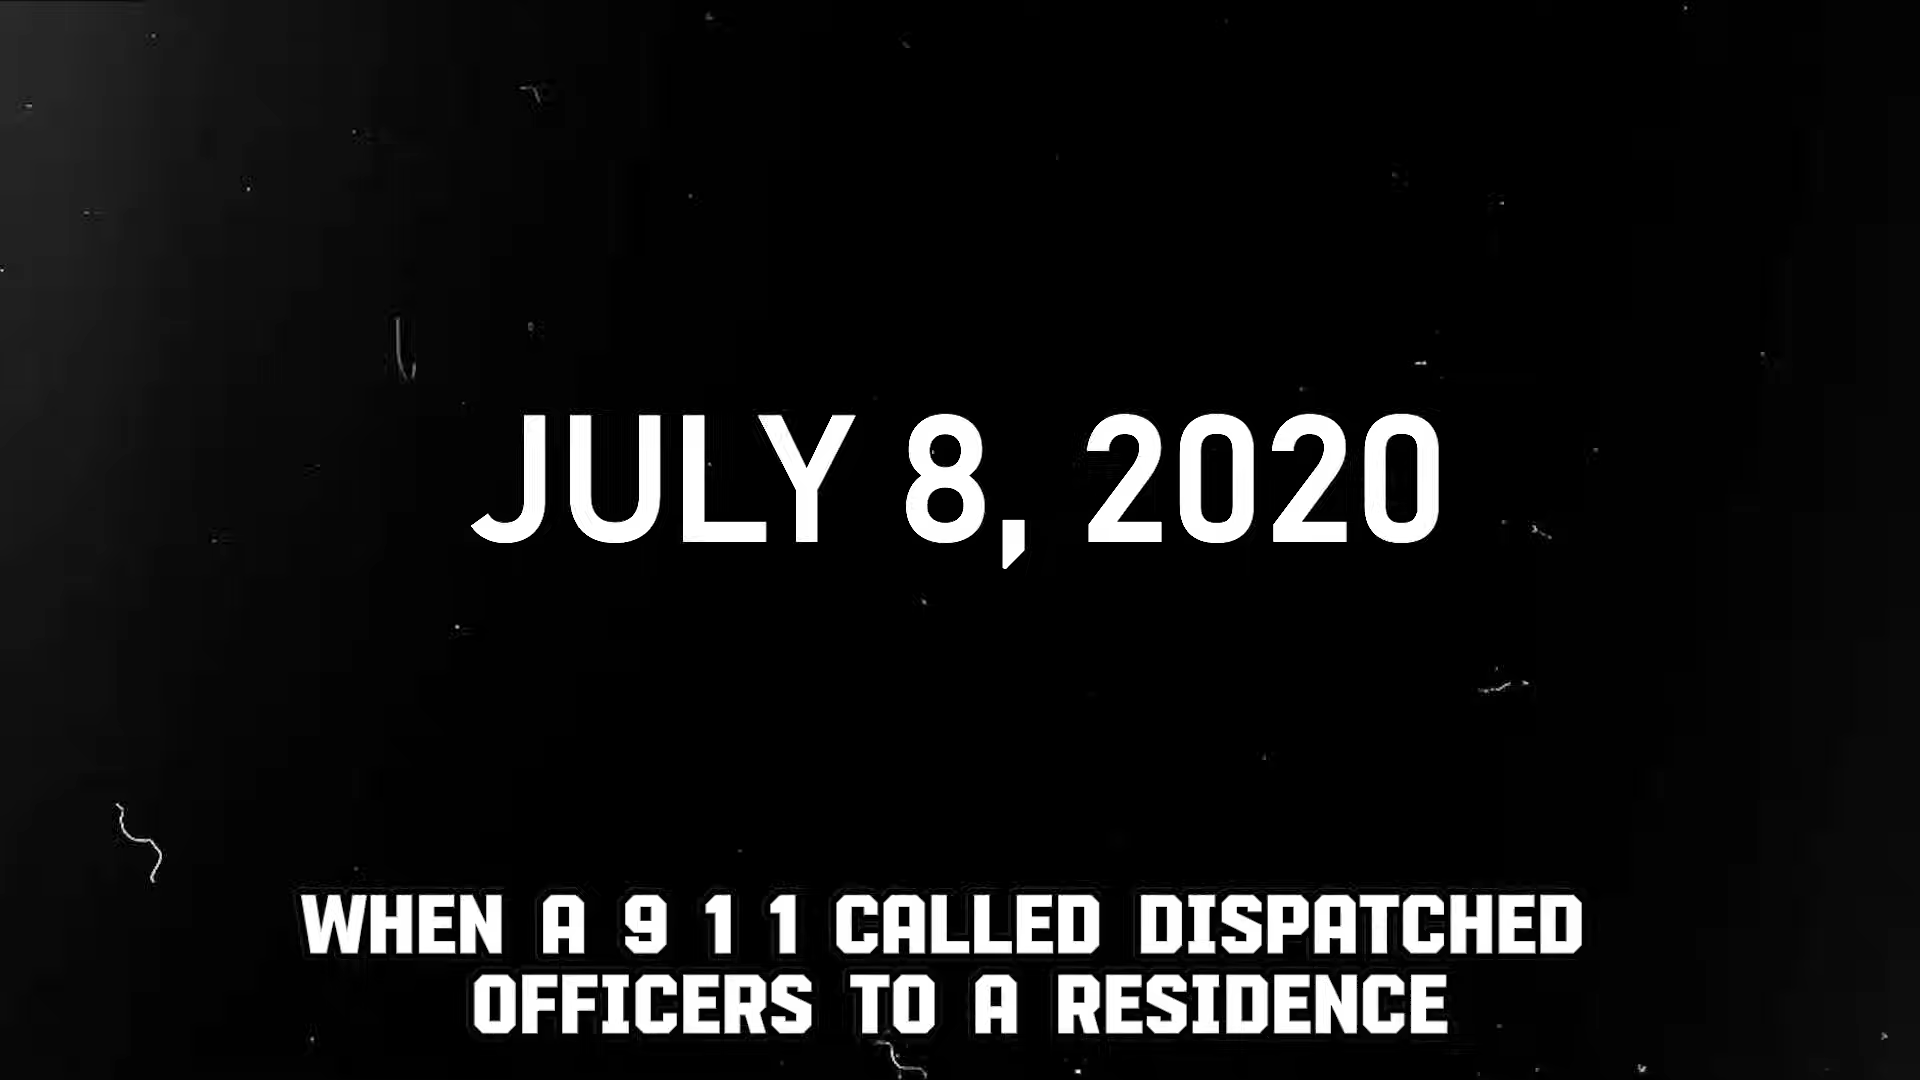 JULY 8, 2020
WHEN A 9 1 1 CALLED DISPATCHED
OFFICERS TO A RESIDENCE